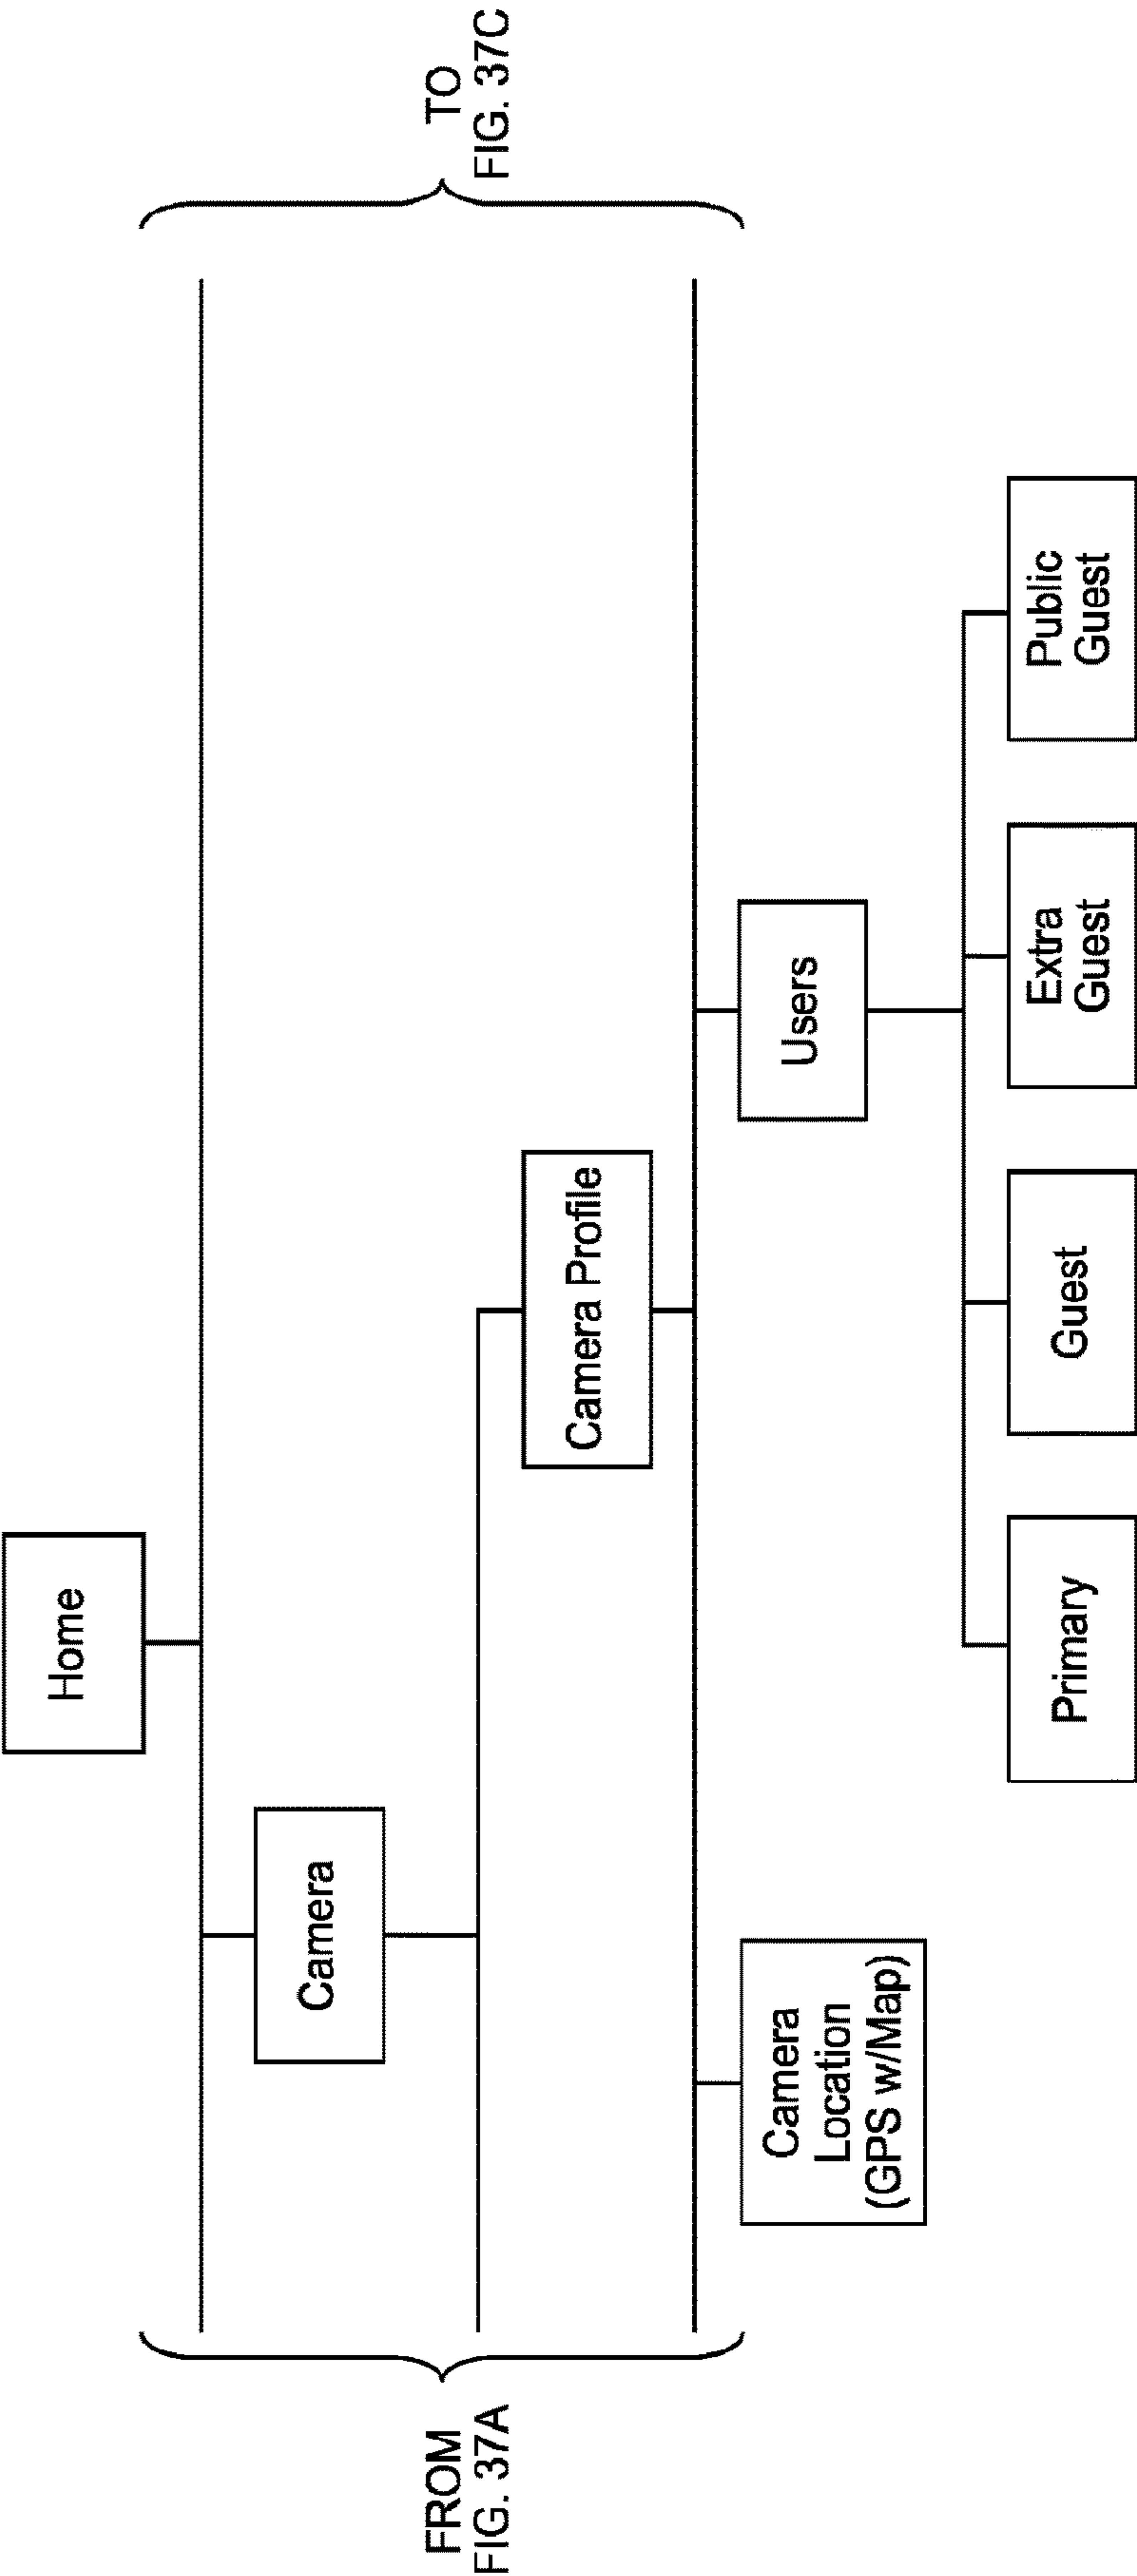 Home
Camera
FROM
FIG. 37A
TO
FIG. 37C
Camera Profile
Camera
Location
(GPS w/Map)
Users
Primary
Guest
Extra
Guest
Public
Guest